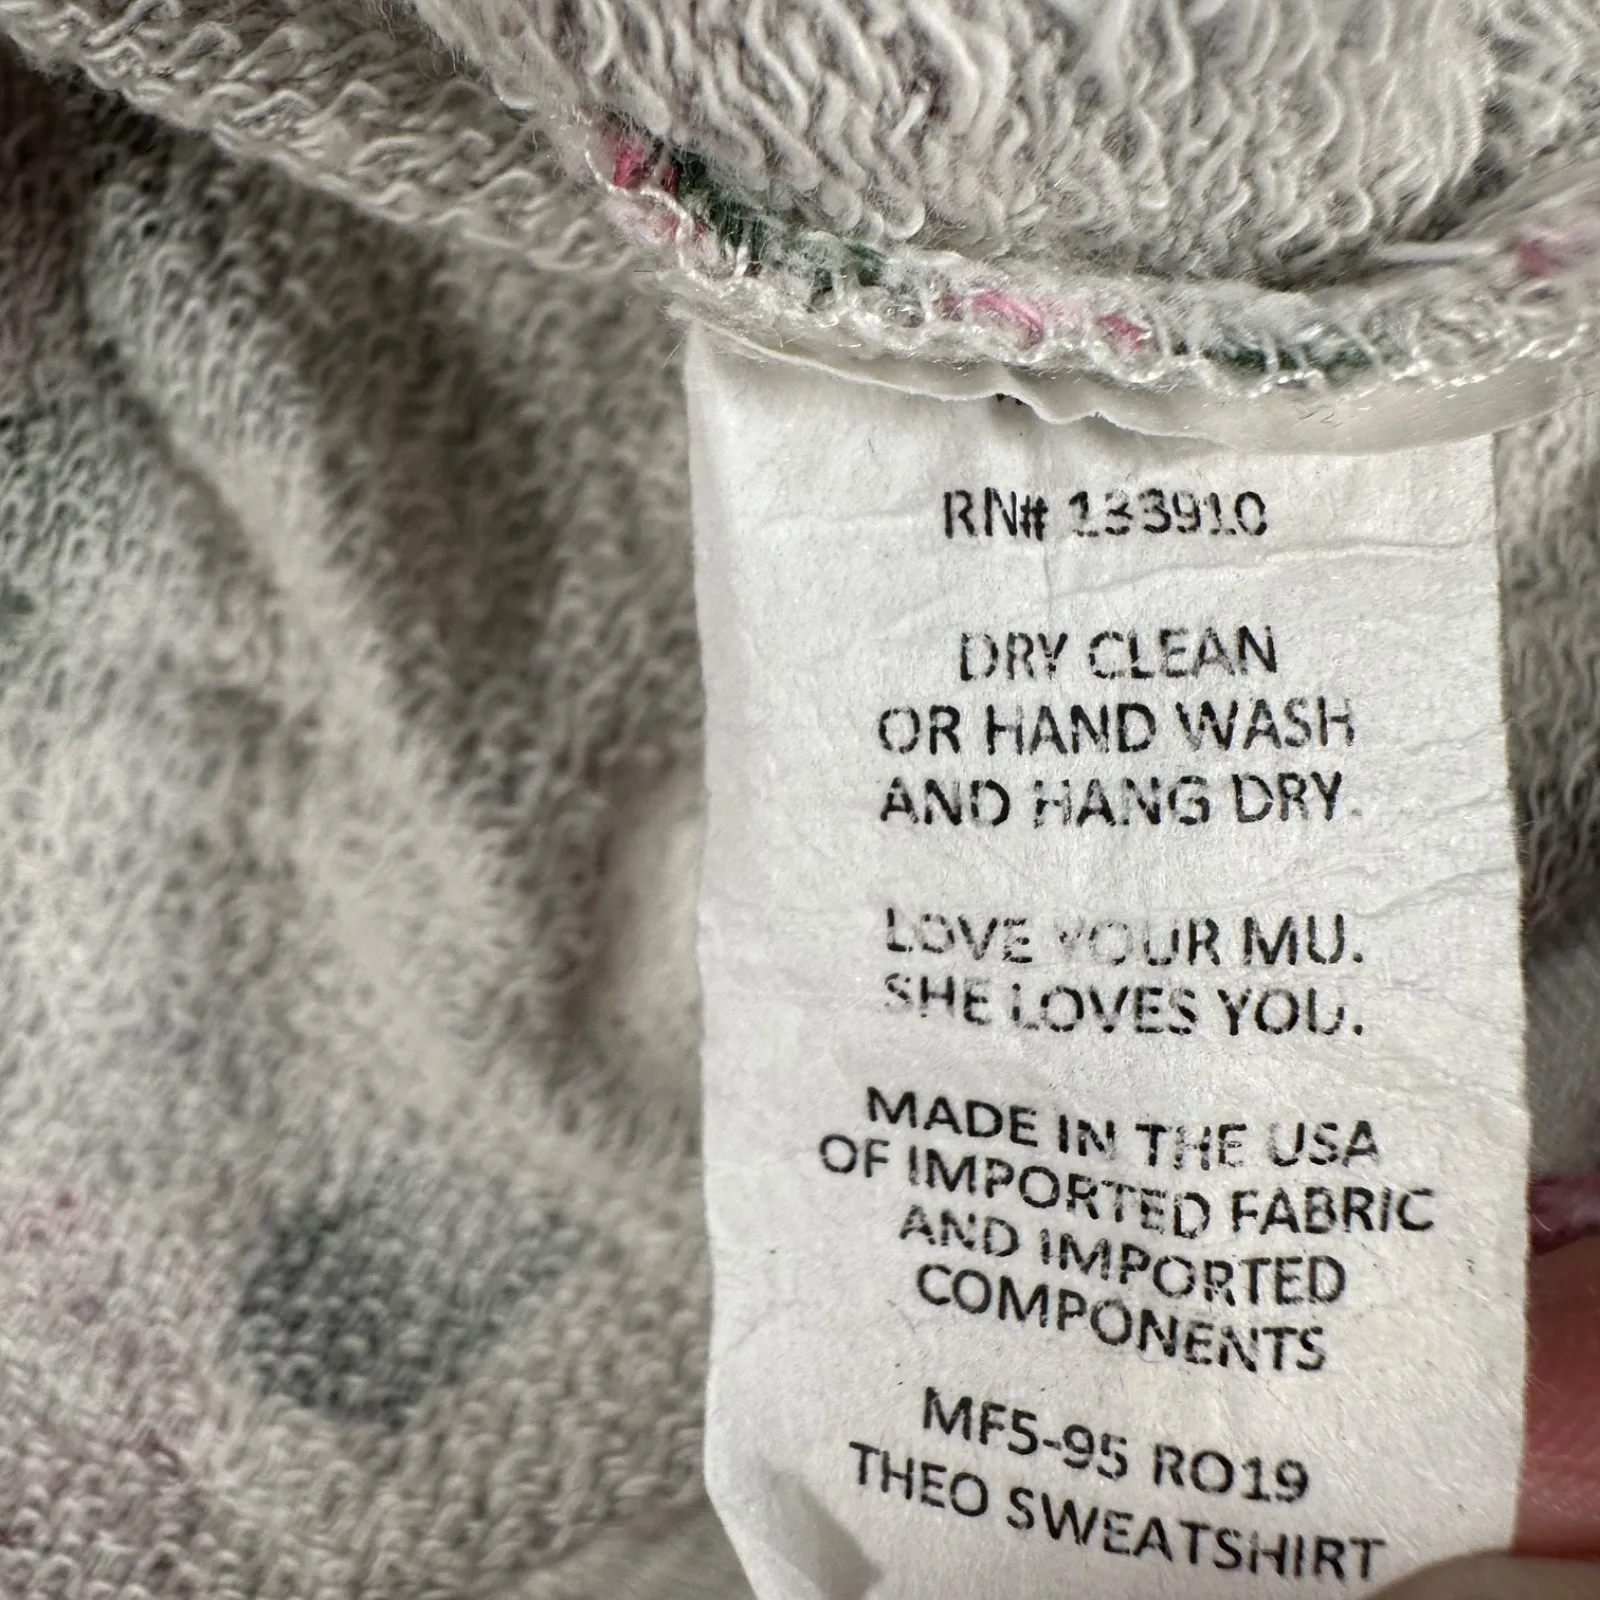 RN# 133910
DRY CLEAN
OR HAND WASH
AND HANG DRY.
LOVE YOUR MU.
SHE LOVES YOU.
MADE IN THE USA
OF IMPORTED FABRIC
AND IMPORTED
COMPONENTS
MF5-95 RO19
THEO SWEATSHIRT